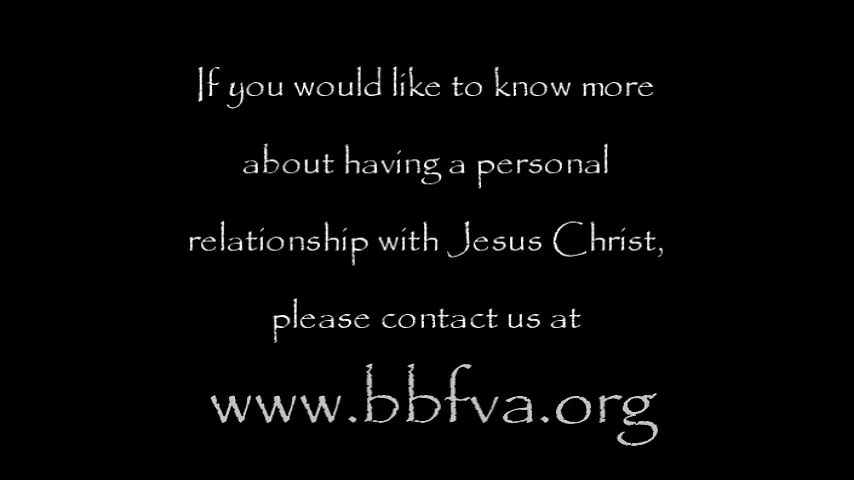 If you would like to know more
about having a personal
relationship with Jesus Christ,
please contact us at
www.bbfva.org